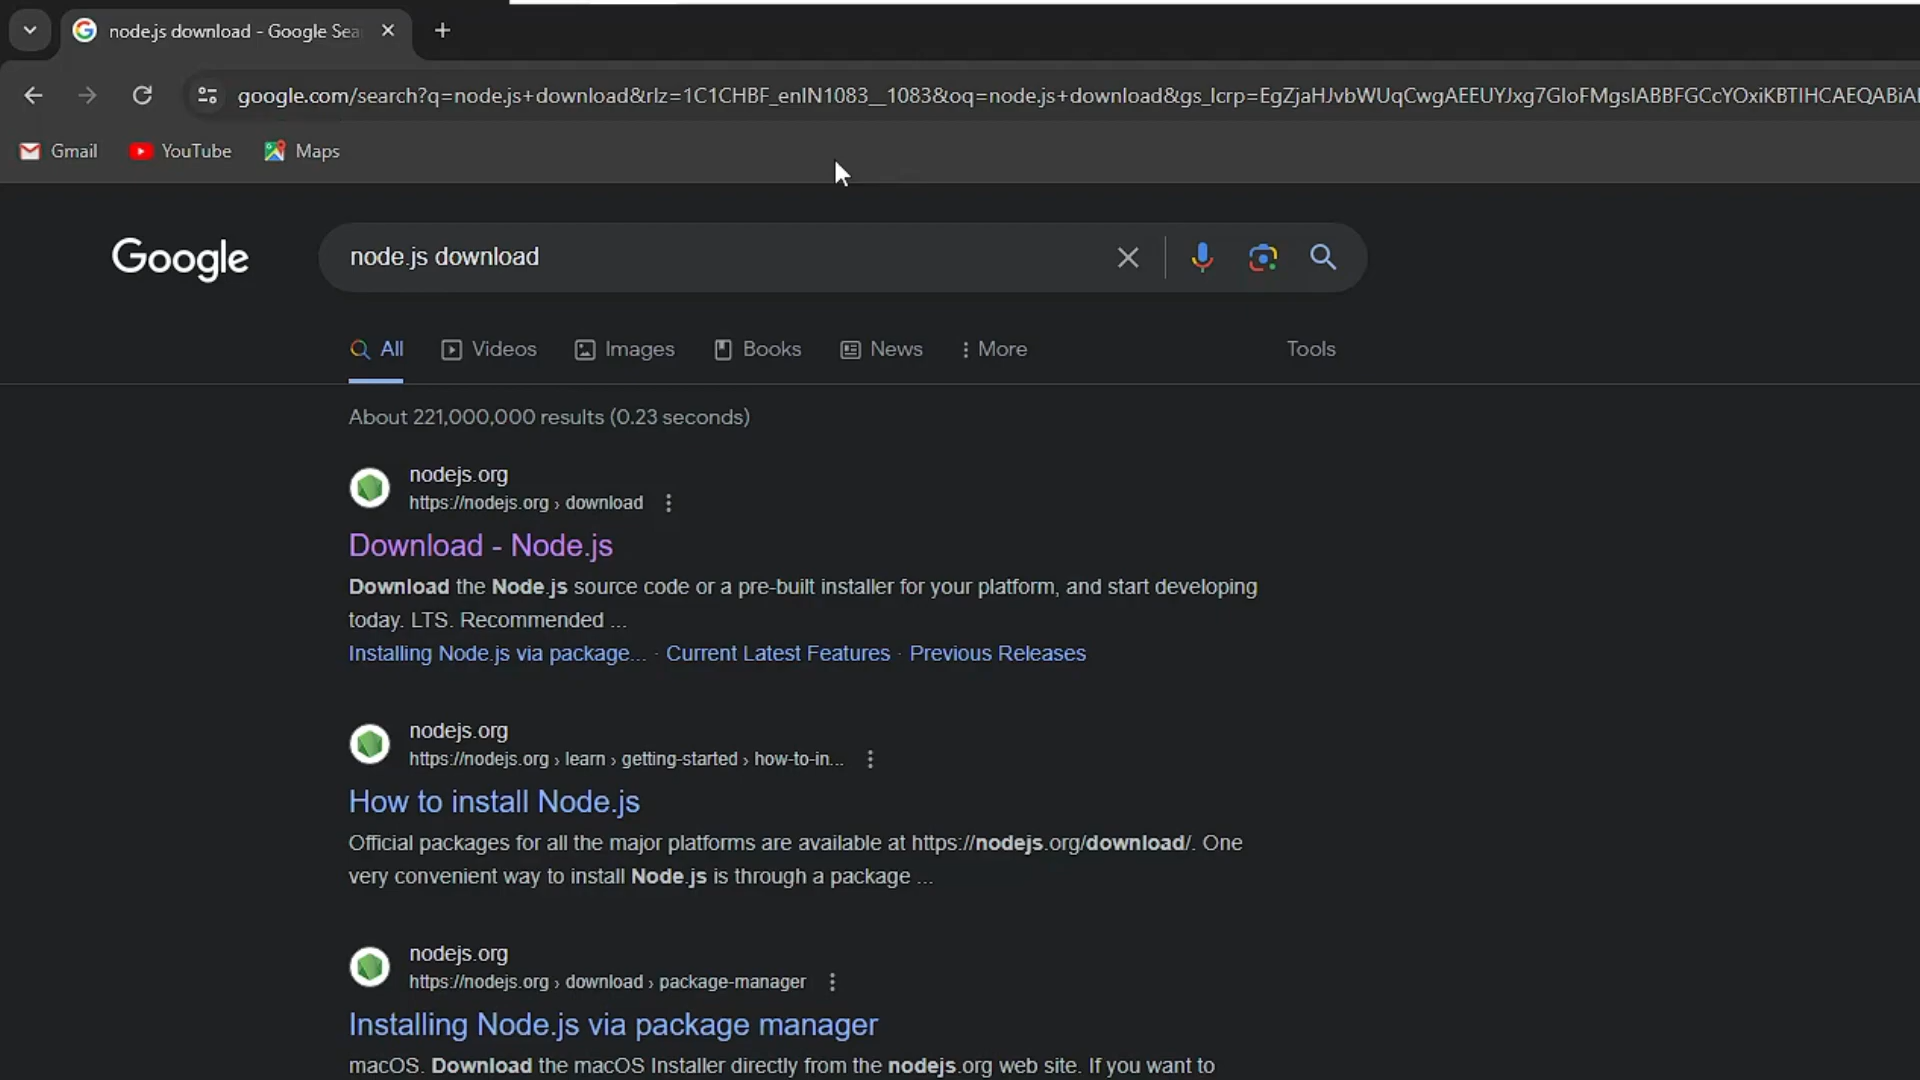 node.js download - Google Sea
google.com/search?q=node.js+download&rlz=1C1CHBF_enIN1083__1083&oq=node.js+download&gs_lcrp=EgZjaHJvbWUqCwgAEEUYJxg7GIoFMgsIABBFGCcYOxiKBTIHCAEQABiAB
Gmail YouTube Maps
Google
node.js download
All Videos Images Books News More Tools
About 221,000,000 results (0.23 seconds)
nodejs.org
https://nodejs.org › download
Download - Node.js
Download the Node.js source code or a pre-built installer for your platform, and start developing
today. LTS. Recommended ...
Installing Node.js via package... · Current Latest Features · Previous Releases
nodejs.org
https://nodejs.org › learn › getting-started › how-to-in...
How to install Node.js
Official packages for all the major platforms are available at https://nodejs.org/download/. One
very convenient way to install Node.js is through a package ...
nodejs.org
https://nodejs.org › download › package-manager
Installing Node.js via package manager
macOS. Download the macOS Installer directly from the nodejs.org web site. If you want to